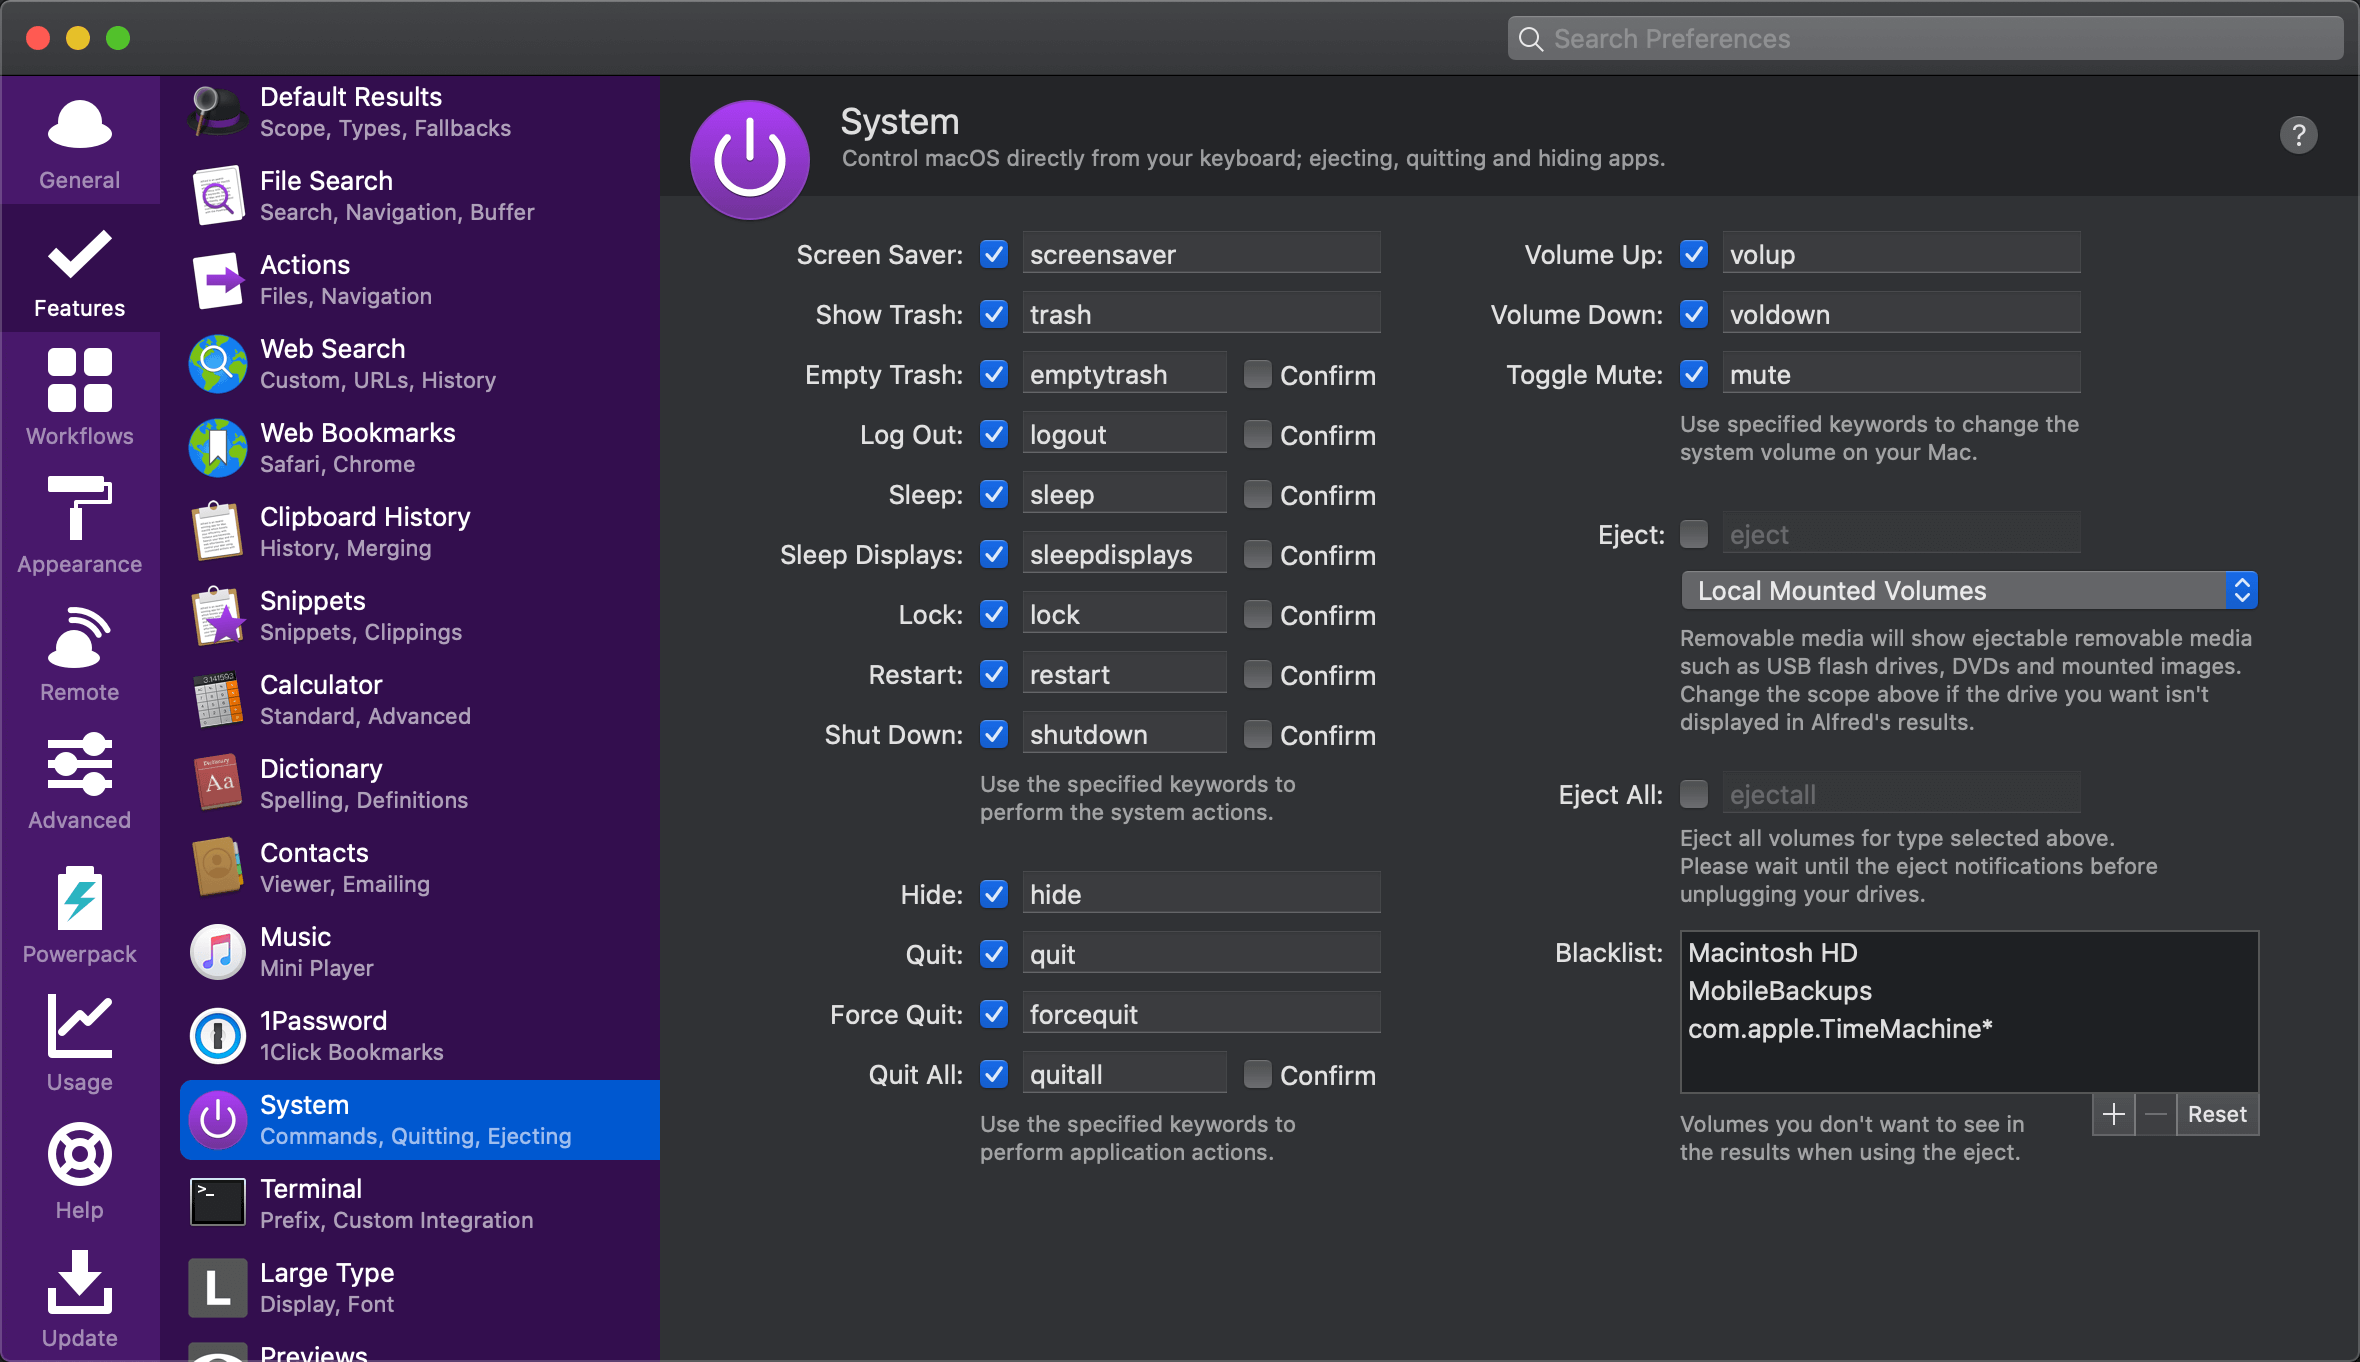 Search Preferences
General
Features
Workflows
Appearance
Remote
Advanced
Powerpack
Usage
Help
Update
Default Results
Scope, Types, Fallbacks
File Search
Search, Navigation, Buffer
Actions
Files, Navigation
Web Search
Custom, URLs, History
Web Bookmarks
Safari, Chrome
Clipboard History
History, Merging
Snippets
Snippets, Clippings
3.141593
Calculator
Standard, Advanced
Dictionary
Aa
Dictionary
Spelling, Definitions
Contacts
Viewer, Emailing
Music
Mini Player
1Password
1Click Bookmarks
System
Commands, Quitting, Ejecting
>_
Terminal
Prefix, Custom Integration
L
Large Type
Display, Font
Previews
System
Control macOS directly from your keyboard; ejecting, quitting and hiding apps.
?
Screen Saver: screensaver
Show Trash: trash
Empty Trash: emptytrash Confirm
Log Out: logout Confirm
Sleep: sleep Confirm
Sleep Displays: sleepdisplays Confirm
Lock: lock Confirm
Restart: restart Confirm
Shut Down: shutdown Confirm
Use the specified keywords to
perform the system actions.
Hide: hide
Quit: quit
Force Quit: forcequit
Quit All: quitall Confirm
Use the specified keywords to
perform application actions.
Volume Up: volup
Volume Down: voldown
Toggle Mute: mute
Use specified keywords to change the
system volume on your Mac.
Eject: eject
Local Mounted Volumes
Removable media will show ejectable removable media
such as USB flash drives, DVDs and mounted images.
Change the scope above if the drive you want isn't
displayed in Alfred's results.
Eject All: ejectall
Eject all volumes for type selected above.
Please wait until the eject notifications before
unplugging your drives.
Blacklist: Macintosh HD
MobileBackups
com.apple.TimeMachine*
+ — Reset
Volumes you don't want to see in
the results when using the eject.